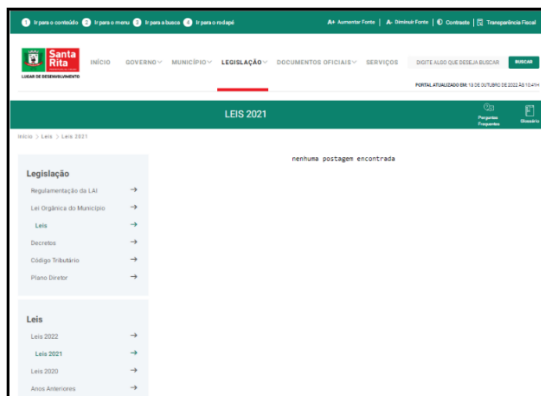 1 Ir para o conteúdo 2 Ir para o menu 3 Ir para a busca 4 Ir para o rodapé A+ Aumentar Fonte | A- Diminuir Fonte | Contraste | Transparência Fiscal
Santa Rita
LUGAR DE DESENVOLVIMENTO
INÍCIO GOVERNO MUNICÍPIO LEGISLAÇÃO DOCUMENTOS OFICIAIS SERVIÇOS DIGITE ALGO QUE DESEJA BUSCAR BUSCAR
PORTAL ATUALIZADO EM: 13 DE OUTUBRO DE 2022 ÀS
LEIS 2021
Perguntas Frequentes
Glossário
Início > Leis > Leis 2021
nenhuma postagem encontrada
Legislação
Regulamentação da LAI
Lei Orgânica do Município
Leis
Decretos
Código Tributário
Plano Diretor
Leis
Leis 2022
Leis 2021
Leis 2020
Anos Anteriores